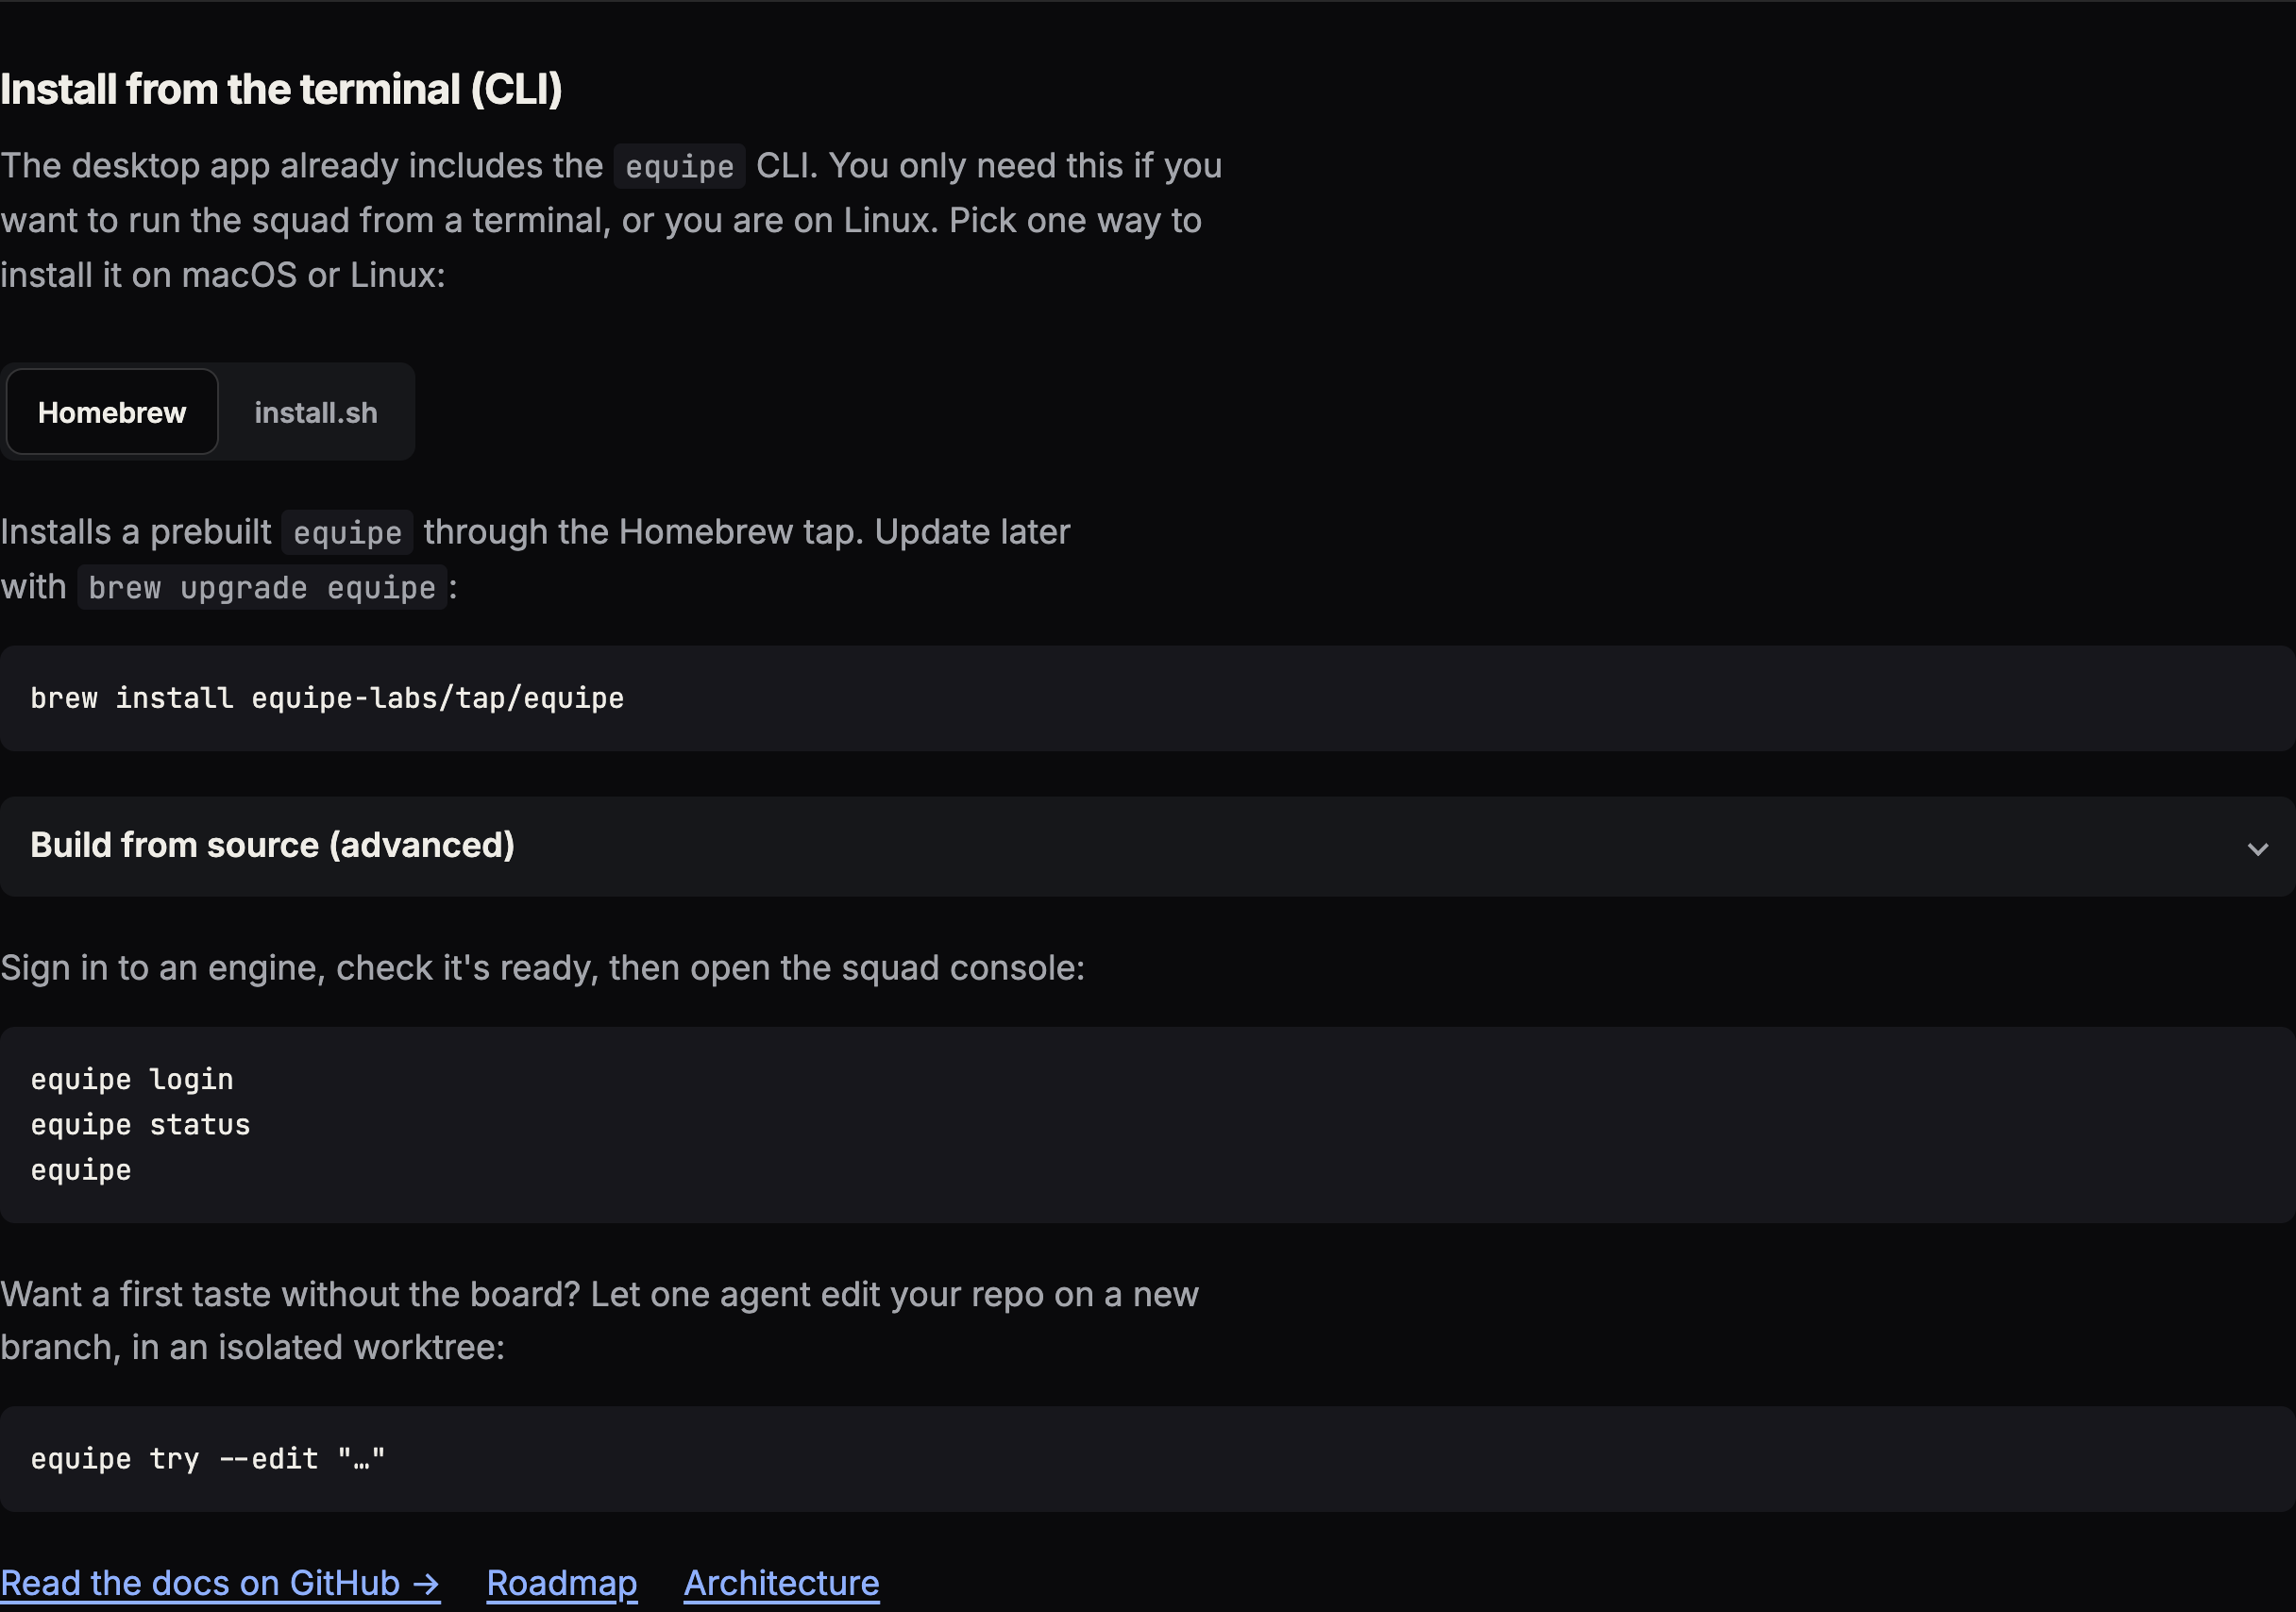 Install from the terminal (CLI)
The desktop app already includes the equipe CLI. You only need this if you
want to run the squad from a terminal, or you are on Linux. Pick one way to
install it on macOS or Linux:
Homebrew install.sh
Installs a prebuilt equipe through the Homebrew tap. Update later
with brew upgrade equipe:
brew install equipe-labs/tap/equipe
Build from source (advanced)
Sign in to an engine, check it's ready, then open the squad console:
equipe login
equipe status
equipe
Want a first taste without the board? Let one agent edit your repo on a new
branch, in an isolated worktree:
equipe try --edit "…"
Read the docs on GitHub → Roadmap Architecture